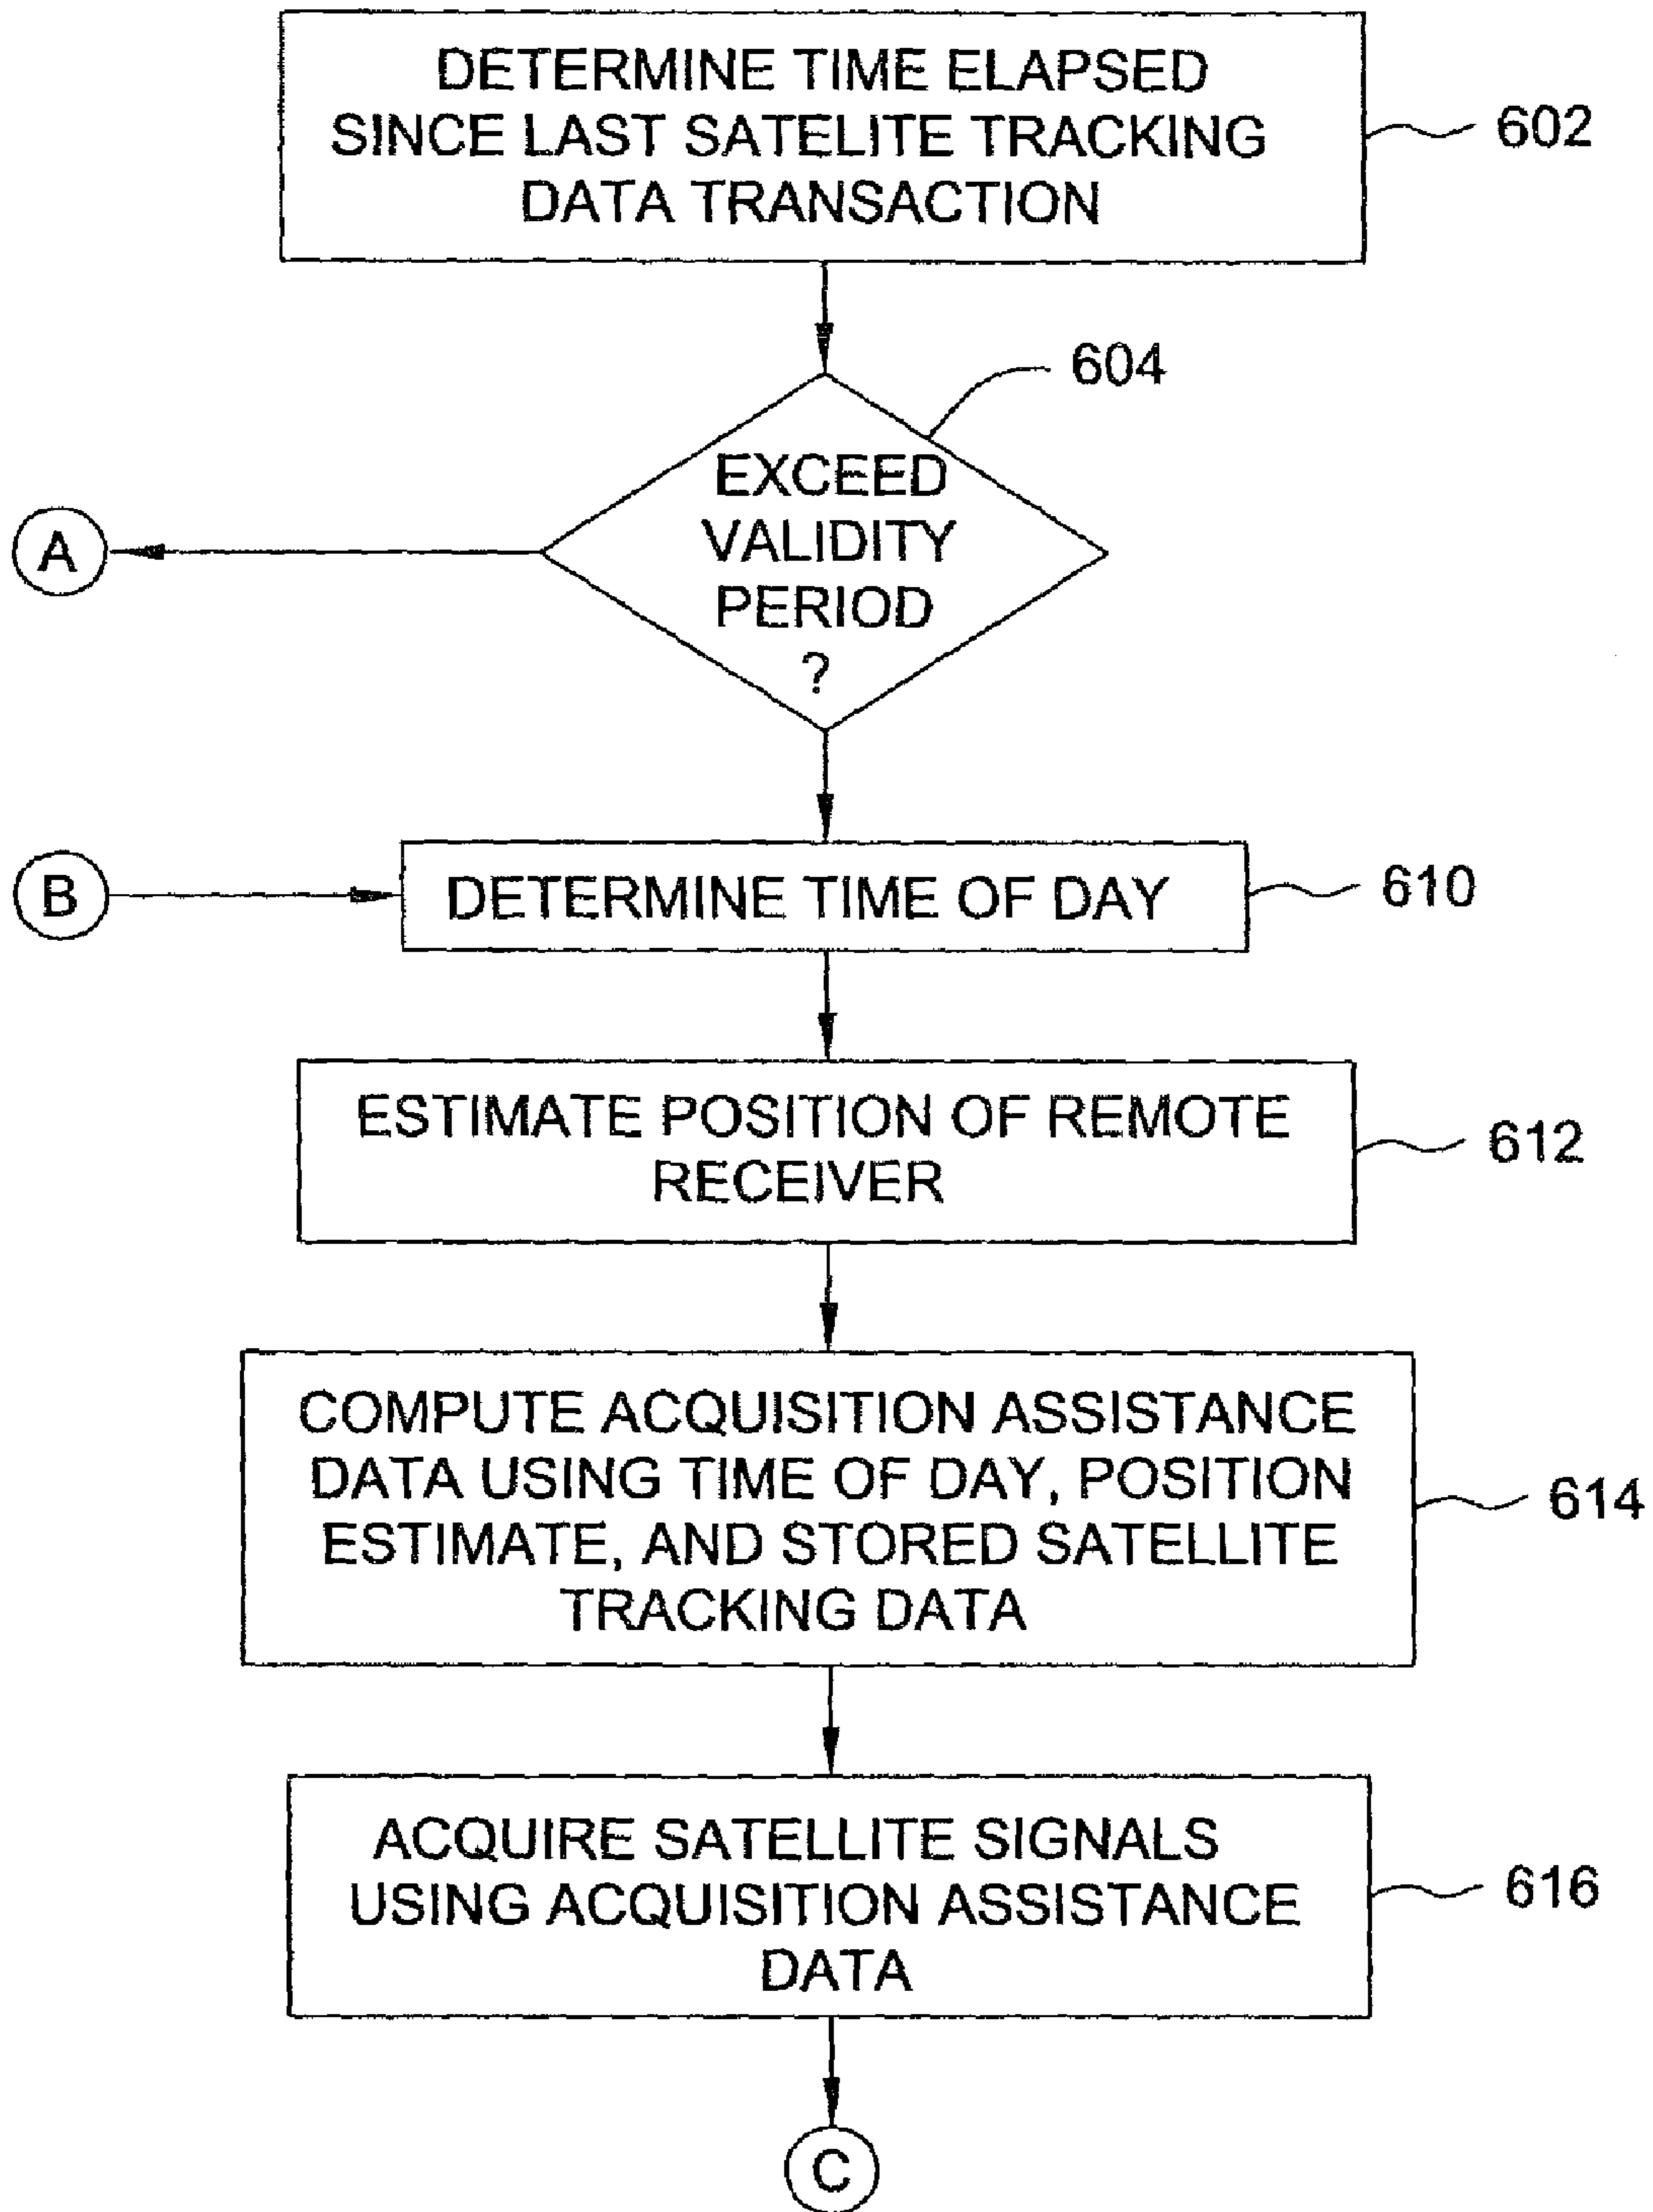 DETERMINE TIME ELAPSED
SINCE LAST SATELITE TRACKING
DATA TRANSACTION
602
604
EXCEED
VALIDITY
PERIOD
?
A
B
DETERMINE TIME OF DAY
610
ESTIMATE POSITION OF REMOTE
RECEIVER
612
COMPUTE ACQUISITION ASSISTANCE
DATA USING TIME OF DAY, POSITION
ESTIMATE, AND STORED SATELLITE
TRACKING DATA
614
ACQUIRE SATELLITE SIGNALS
USING ACQUISITION ASSISTANCE
DATA
616
C